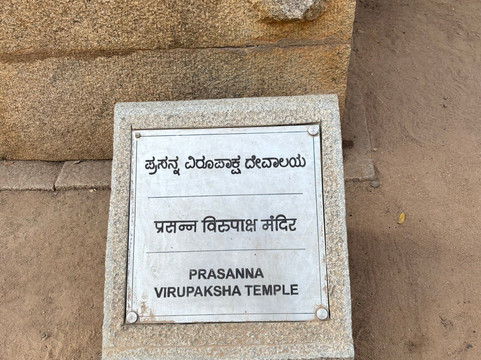 ಪ್ರಸನ್ನ ವಿರೂಪಾಕ್ಷ ದೇವಾಲಯ
प्रसन्न विरुपाक्ष मंदिर
PRASANNA
VIRUPAKSHA TEMPLE